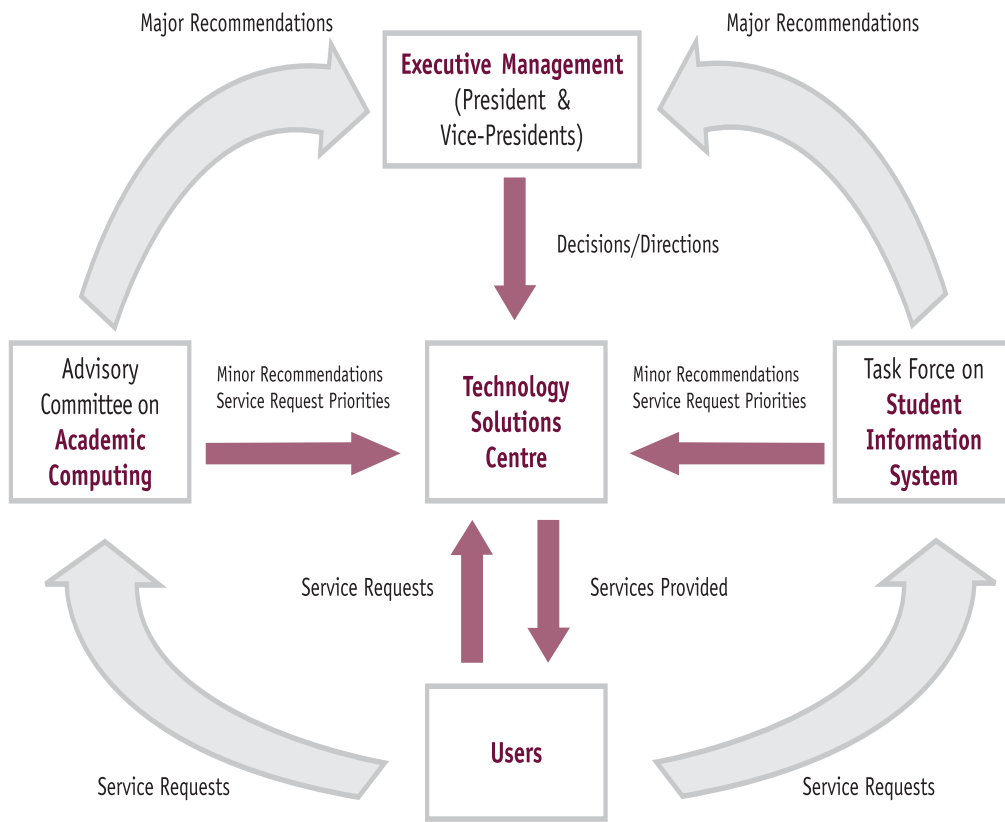 Major Recommendations
Major Recommendations
Executive Management
(President &
Vice-Presidents)
Decisions/Directions
Advisory
Committee on
Academic
Computing
Minor Recommendations
Service Request Priorities
Technology
Solutions
Centre
Minor Recommendations
Service Request Priorities
Task Force on
Student
Information
System
Service Requests
Services Provided
Users
Service Requests
Service Requests